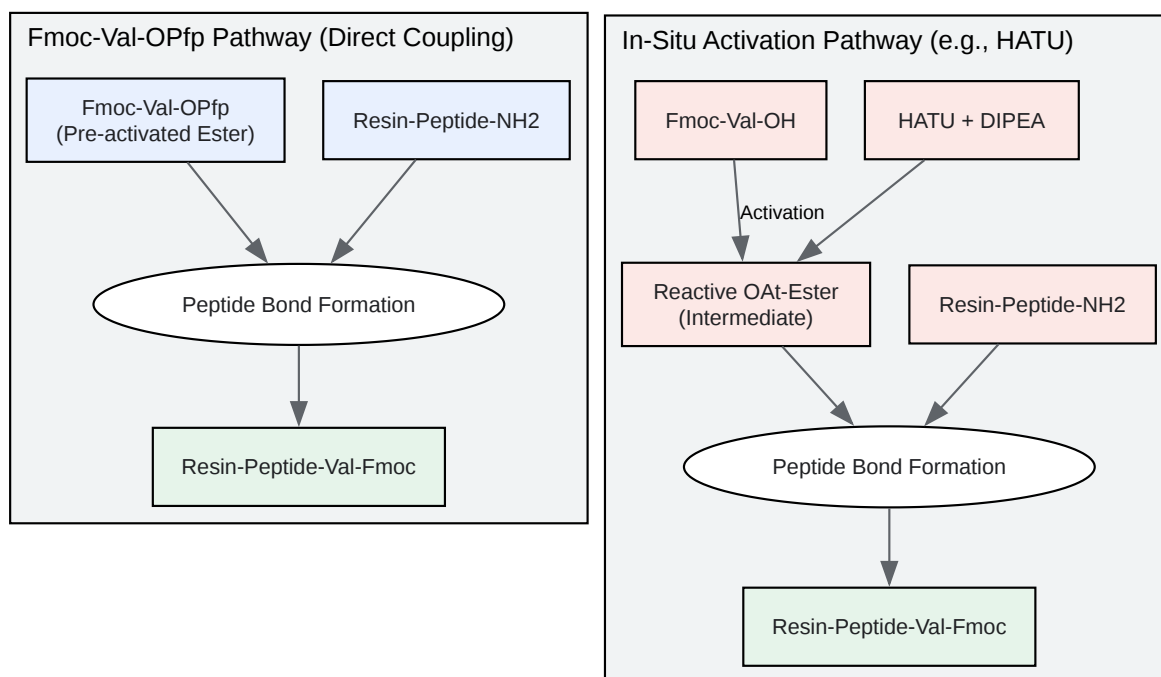 Fmoc-Val-OPfp Pathway (Direct Coupling)
Fmoc-Val-OPfp
(Pre-activated Ester)
Resin-Peptide-NH2
Peptide Bond Formation
Resin-Peptide-Val-Fmoc
In-Situ Activation Pathway (e.g., HATU)
Fmoc-Val-OH
HATU + DIPEA
Activation
Reactive OAt-Ester
(Intermediate)
Resin-Peptide-NH2
Peptide Bond Formation
Resin-Peptide-Val-Fmoc